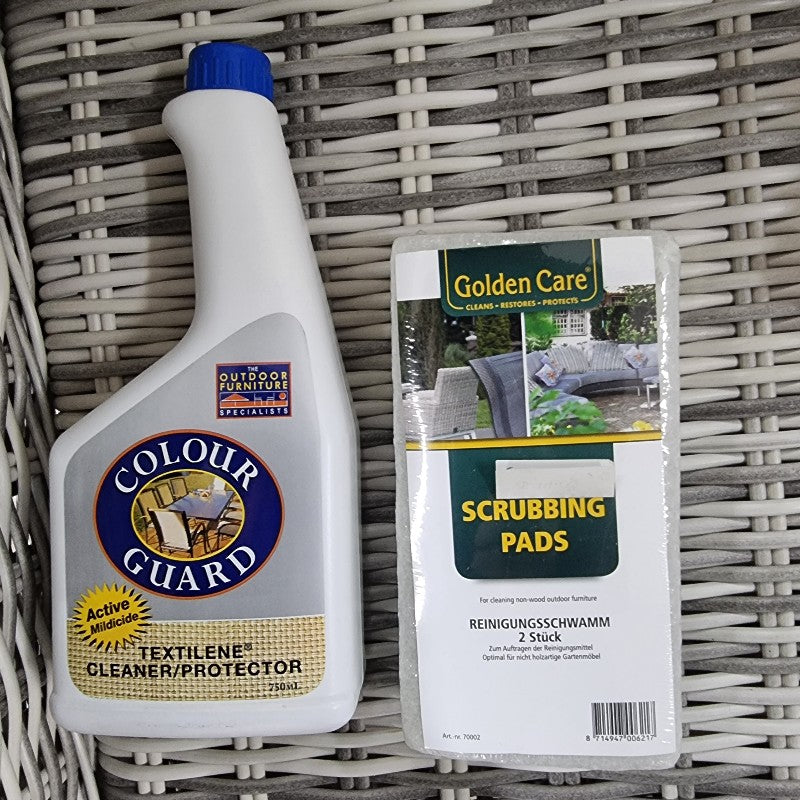 THE
OUTDOOR
FURNITURE
SPECIALISTS
COLOUR
GUARD
Active
Mildicide
TEXTILENE®
CLEANER/PROTECTOR
750ML
Golden Care®
CLEANS - RESTORES - PROTECTS
SCRUBBING
PADS
For cleaning non-wood outdoor furniture
REINIGUNGSSCHWAMM
2 Stück
Zum Auftragen der Reinigungsmittel
Optimal für nicht holzartige Gartenmöbel
Art.-nr. 70002
8 714947 006217